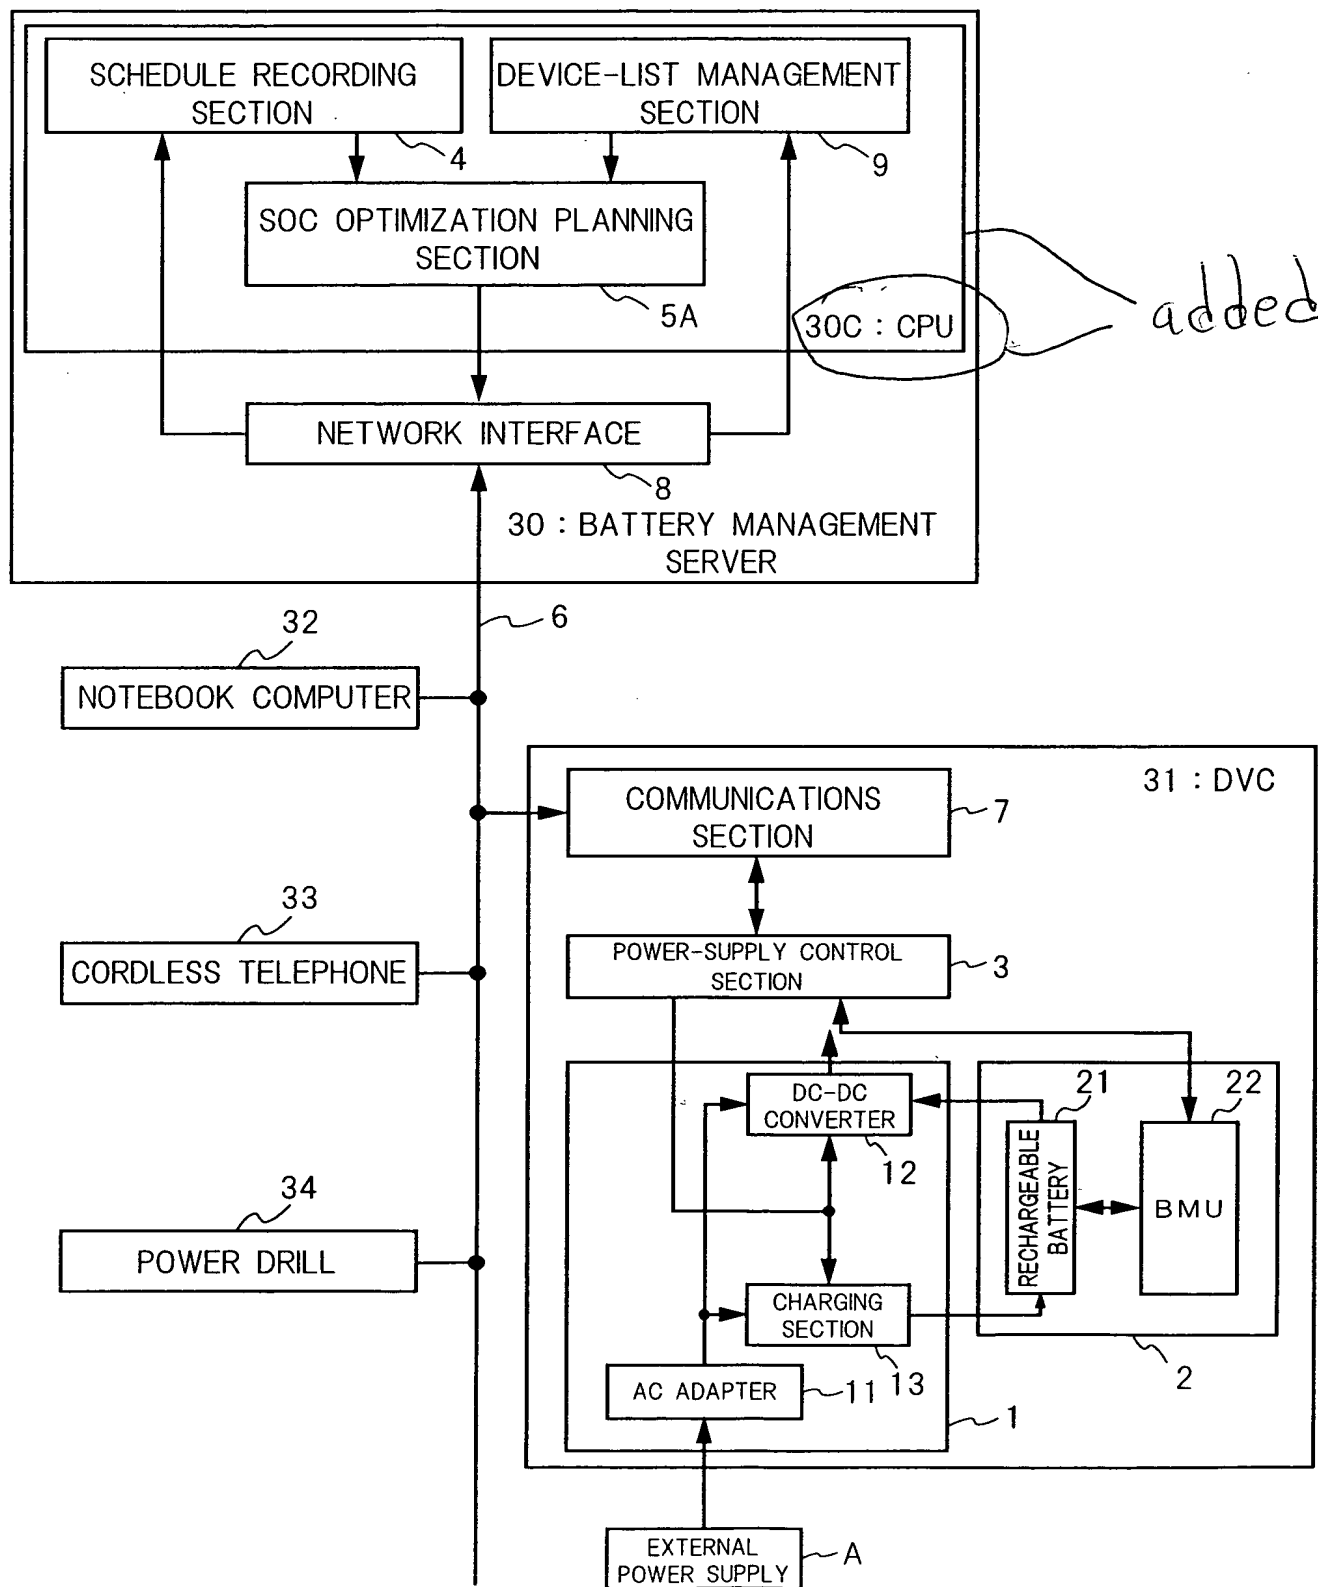 SCHEDULE RECORDING
SECTION
4
DEVICE-LIST MANAGEMENT
SECTION
9
SOC OPTIMIZATION PLANNING
SECTION
5A
30C : CPU
added
NETWORK INTERFACE
8
30 : BATTERY MANAGEMENT
SERVER
6
32
NOTEBOOK COMPUTER
31 : DVC
COMMUNICATIONS
SECTION
7
33
CORDLESS TELEPHONE
POWER-SUPPLY CONTROL
SECTION
3
DC-DC
CONVERTER
12
21
22
RECHARGEABLE
BATTERY
BMU
34
POWER DRILL
CHARGING
SECTION
13
2
AC ADAPTER
11
1
EXTERNAL
POWER SUPPLY
A